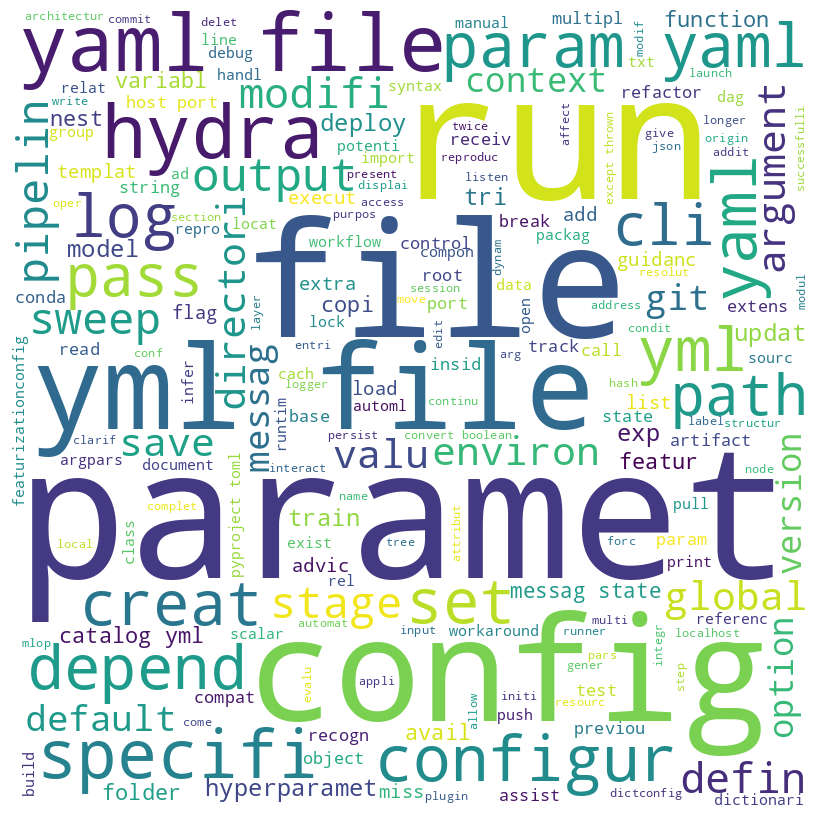 architectur commit delet line manual multipl function
yaml file param yaml
debug txt modif launch
relat variabl handl modifi syntax context refactor dag
host port nest hydra deploy receiv run longer
group write twice affect give origin
pipelin templat potenti import reproduc json addit except thrown successfulli
string ad output present displai listen tri
oper section execut access argument
log repro locat purpos file break add cli yaml
model directori workflow control compon dynam packag guidanc
pass extra root session data resolut modul
conda layer copi move port open git extens
sweep flag lock entri edit address condit
conf messag yml file insid track call yml updat
read infer cach load arg sourc
featurizationconfig logger automl continu hash list path
runtim base state
clarif save persist valu convert boolean environ exp label structur
argpars document interact featur artifact version
paramet name attribut node
class pyproject toml complet train tree forc pull param
local exist print
advic rel
creat stage set messag state global
catalog yml scalar automat input workaround multi referenc
mlop runner integr localhost option
depend config pars
evalu appli gener step
compat initi resourc test
default come recogn avail allow push previou
build specifi object configur defin
folder hyperparamet miss plugin assist dictconfig dictionari